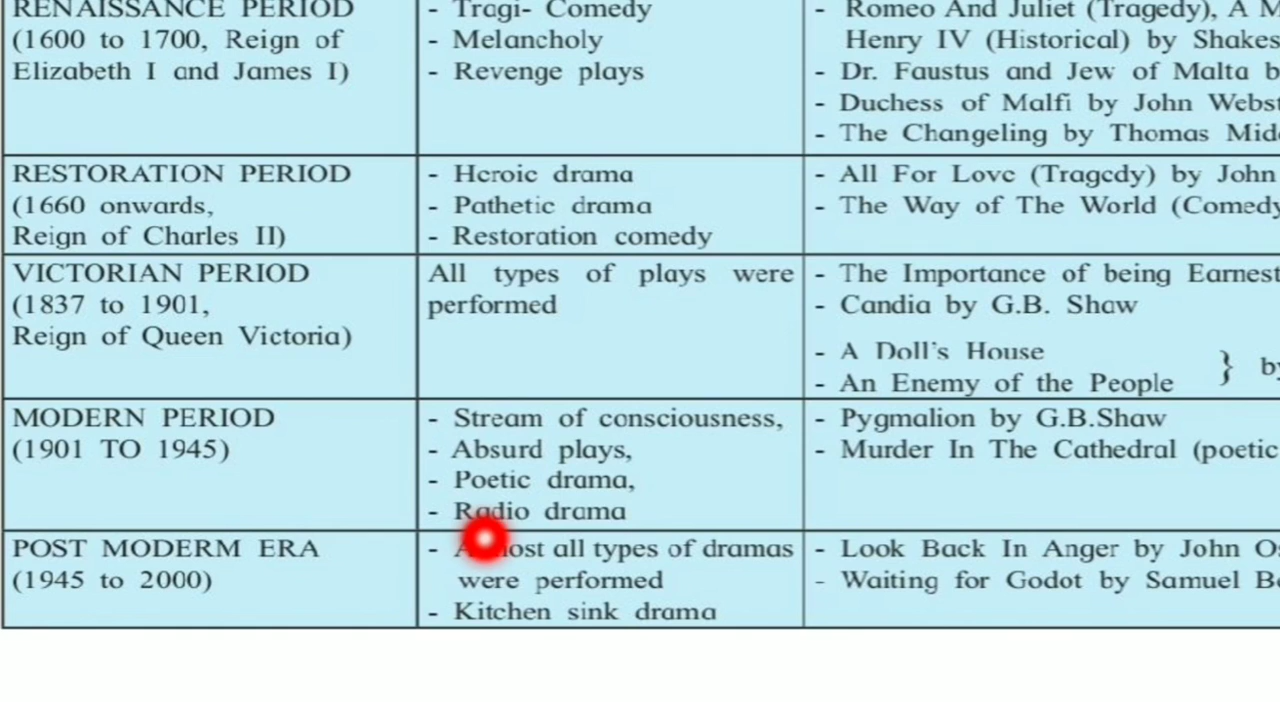 RENAISSANCE PERIOD
(1600 to 1700, Reign of
Elizabeth I and James I)
- Tragi- Comedy
- Melancholy
- Revenge plays
- Romeo And Juliet (Tragedy), A M
Henry IV (Historical) by Shakes
- Dr. Faustus and Jew of Malta b
- Duchess of Malfi by John Webst
- The Changeling by Thomas Mid
RESTORATION PERIOD
(1660 onwards,
Reign of Charles II)
- Heroic drama
- Pathetic drama
- Restoration comedy
- All For Love (Tragedy) by John
- The Way of The World (Comedy
VICTORIAN PERIOD
(1837 to 1901,
Reign of Queen Victoria)
All types of plays were
performed
- The Importance of being Earnest
- Candia by G.B. Shaw
- A Doll's House
- An Enemy of the People
} by
MODERN PERIOD
(1901 TO 1945)
- Stream of consciousness,
- Absurd plays,
- Poetic drama,
- Radio drama
- Pygmalion by G.B.Shaw
- Murder In The Cathedral (poetic
POST MODERM ERA
(1945 to 2000)
- all types of dramas
were performed
- Kitchen sink drama
- Look Back In Anger by John Os
- Waiting for Godot by Samuel Be